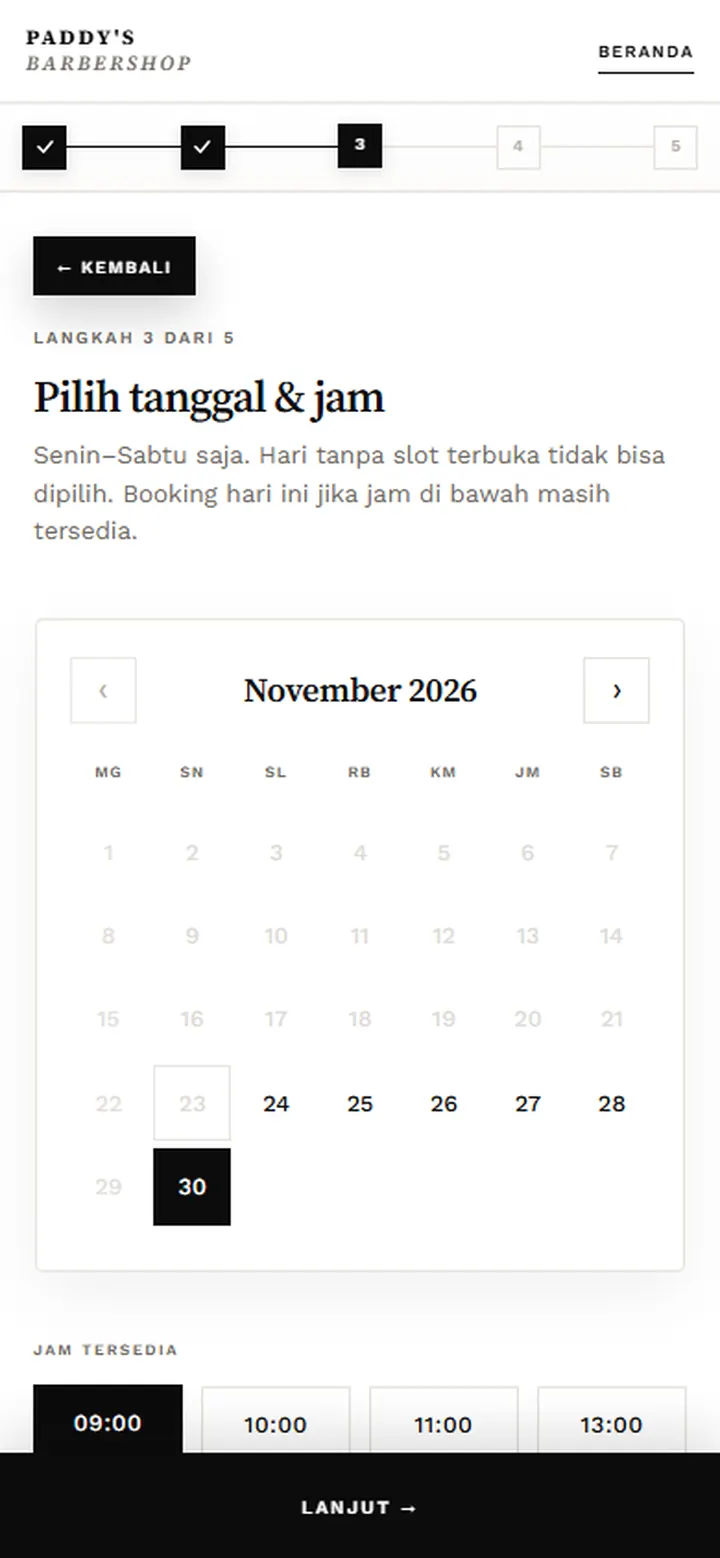 PADDY'S
BARBERSHOP
BERANDA
3 4 5
← KEMBALI
LANGKAH 3 DARI 5
Pilih tanggal & jam
Senin–Sabtu saja. Hari tanpa slot terbuka tidak bisa
dipilih. Booking hari ini jika jam di bawah masih
tersedia.
‹ November 2026 ›
MG SN SL RB KM JM SB
1 2 3 4 5 6 7
8 9 10 11 12 13 14
15 16 17 18 19 20 21
22 23 24 25 26 27 28
29 30
JAM TERSEDIA
09:00 10:00 11:00 13:00
LANJUT →